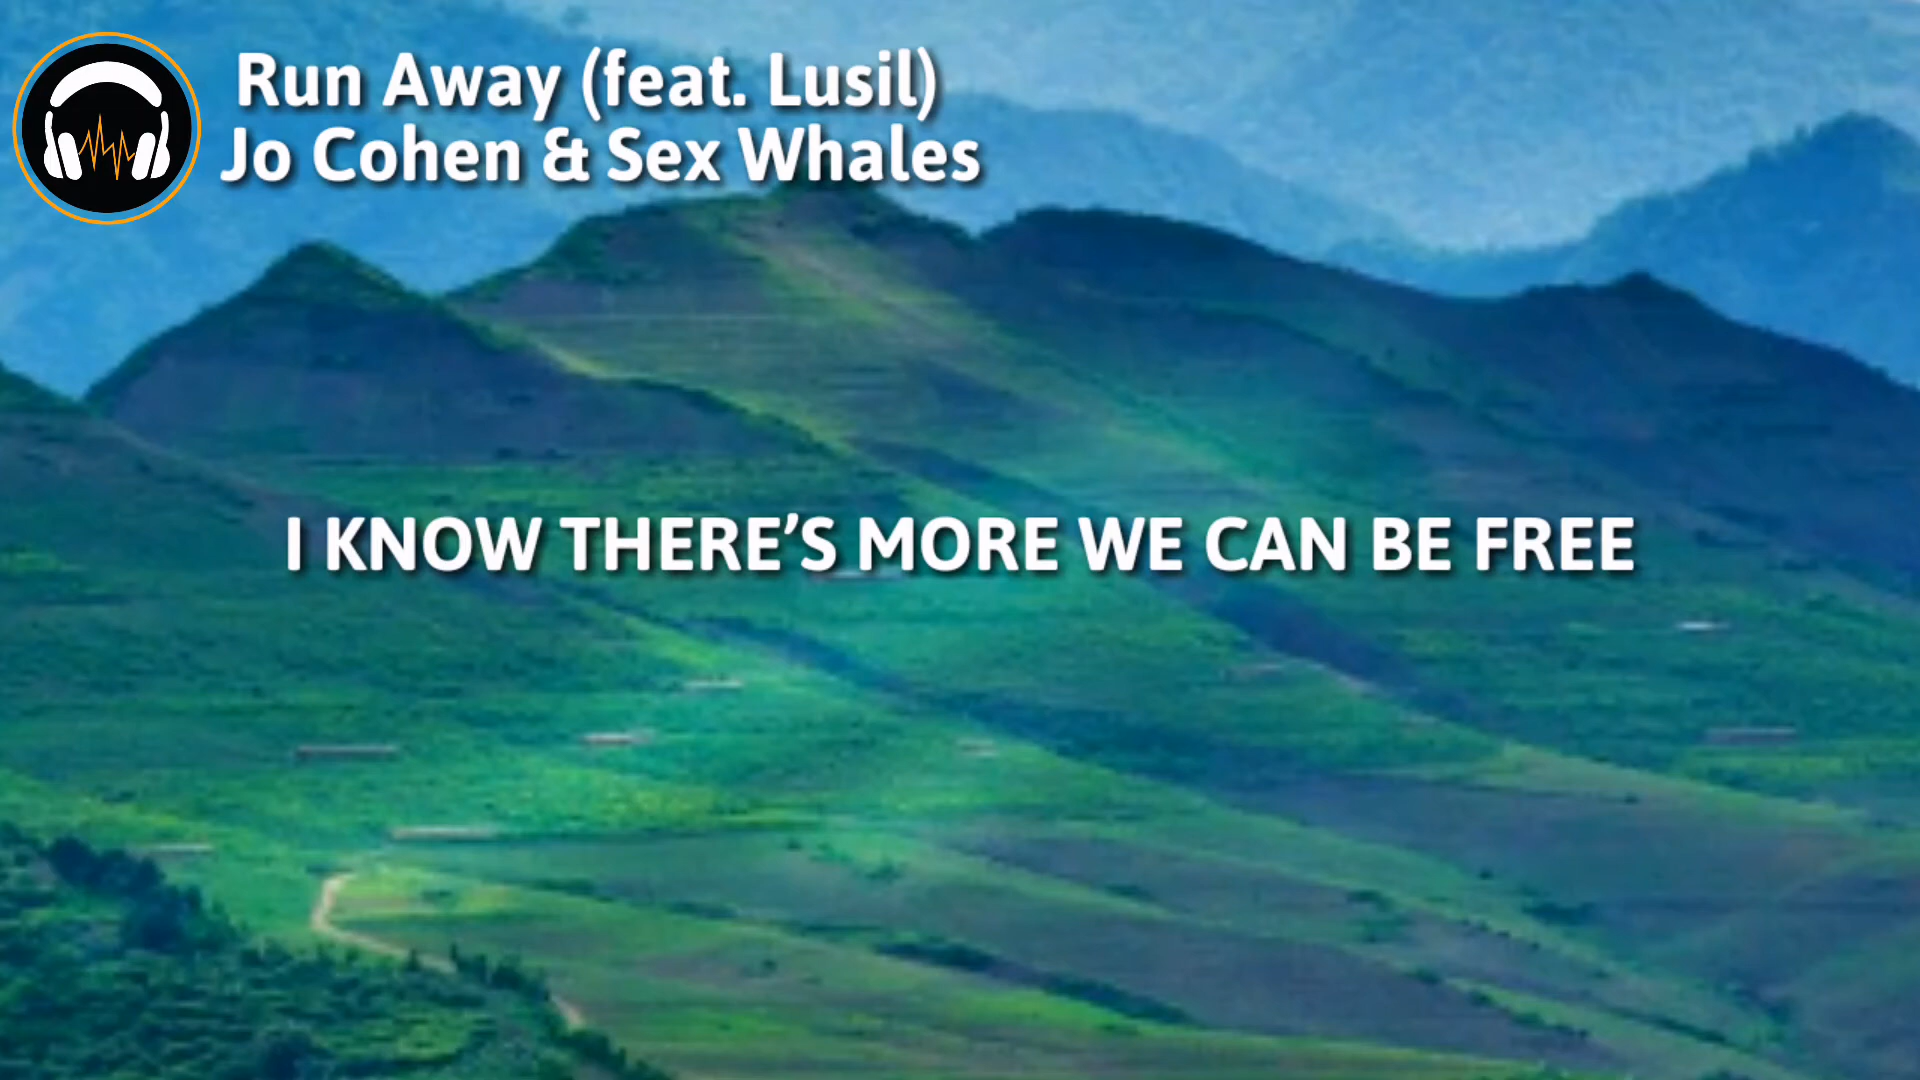 Run Away (feat. Lusil)
Jo Cohen & Sex Whales
I KNOW THERE’S MORE WE CAN BE FREE